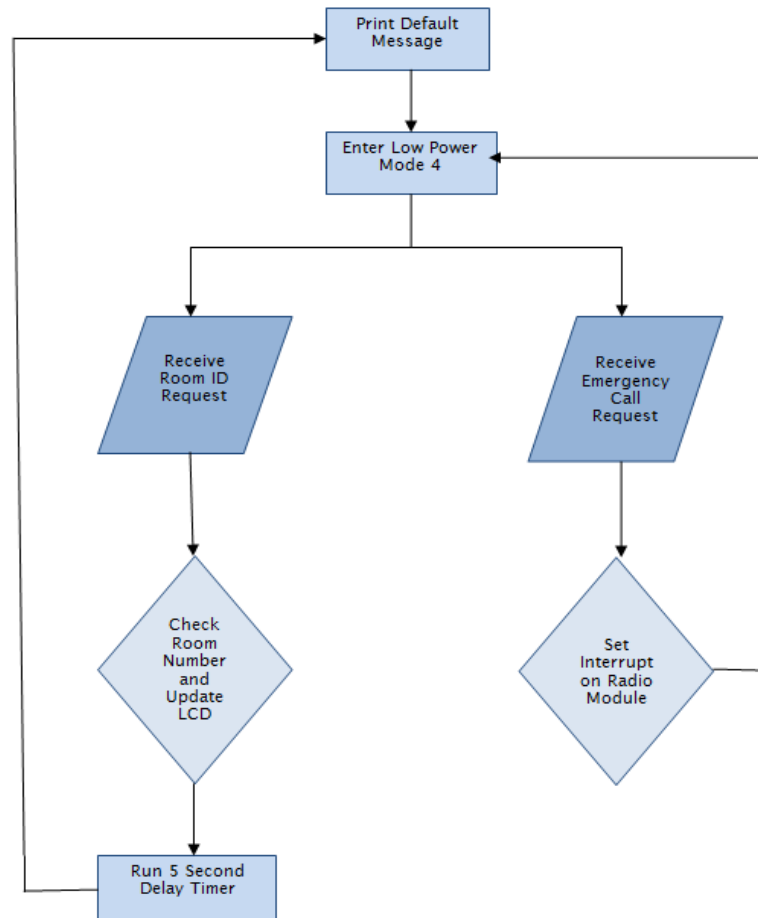 Print Default
Message
Enter Low Power
Mode 4
Receive
Room ID
Request
Receive
Emergency
Call
Request
Check
Room
Number
and
Update
LCD
Set
Interrupt
on Radio
Module
Run 5 Second
Delay Timer